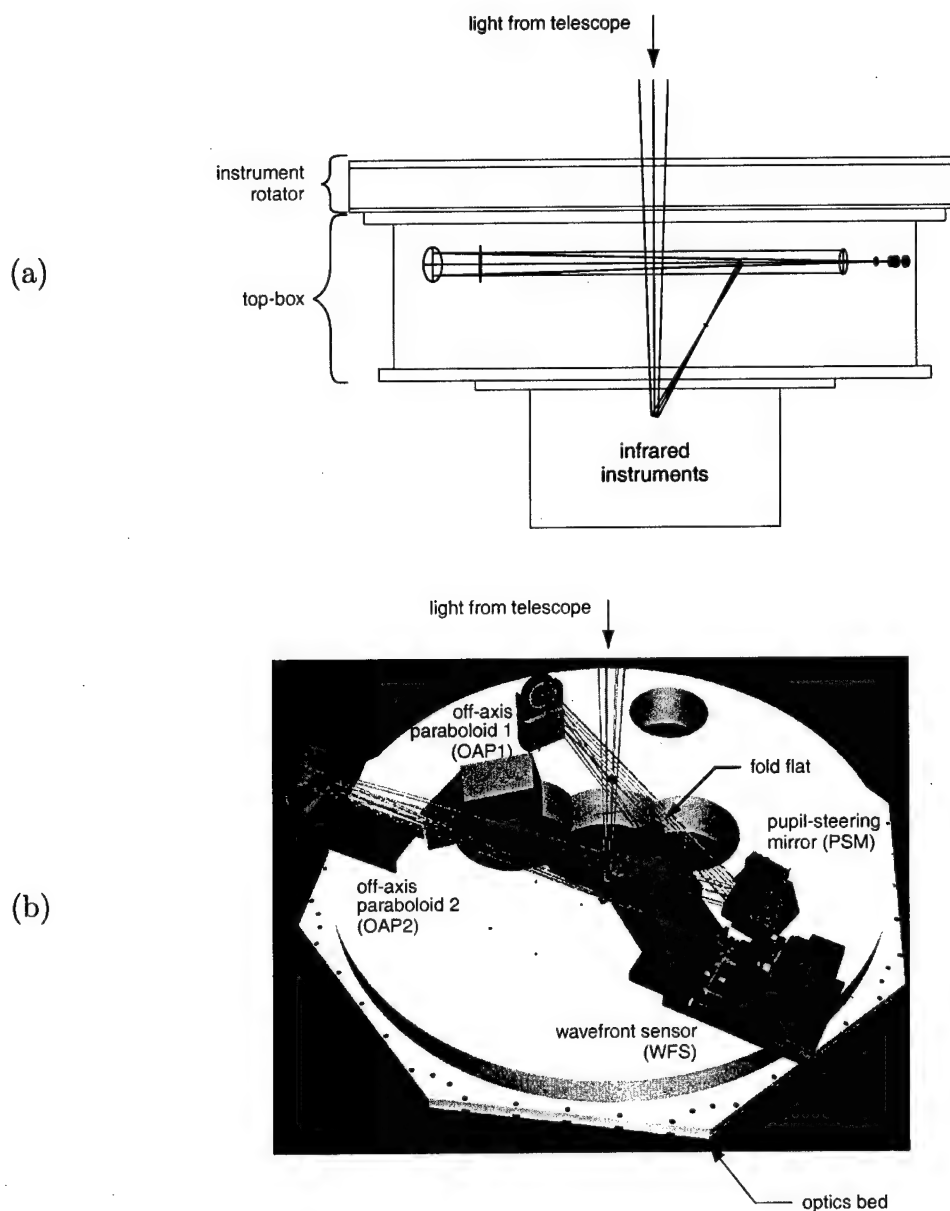 light from telescope
instrument
rotator
(a)
top-box
infrared
instruments
light from telescope
off-axis
paraboloid 1
(OAP1)
fold flat
pupil-steering
mirror (PSM)
off-axis
paraboloid 2
(OAP2)
(b)
wavefront sensor
(WFS)
optics bed